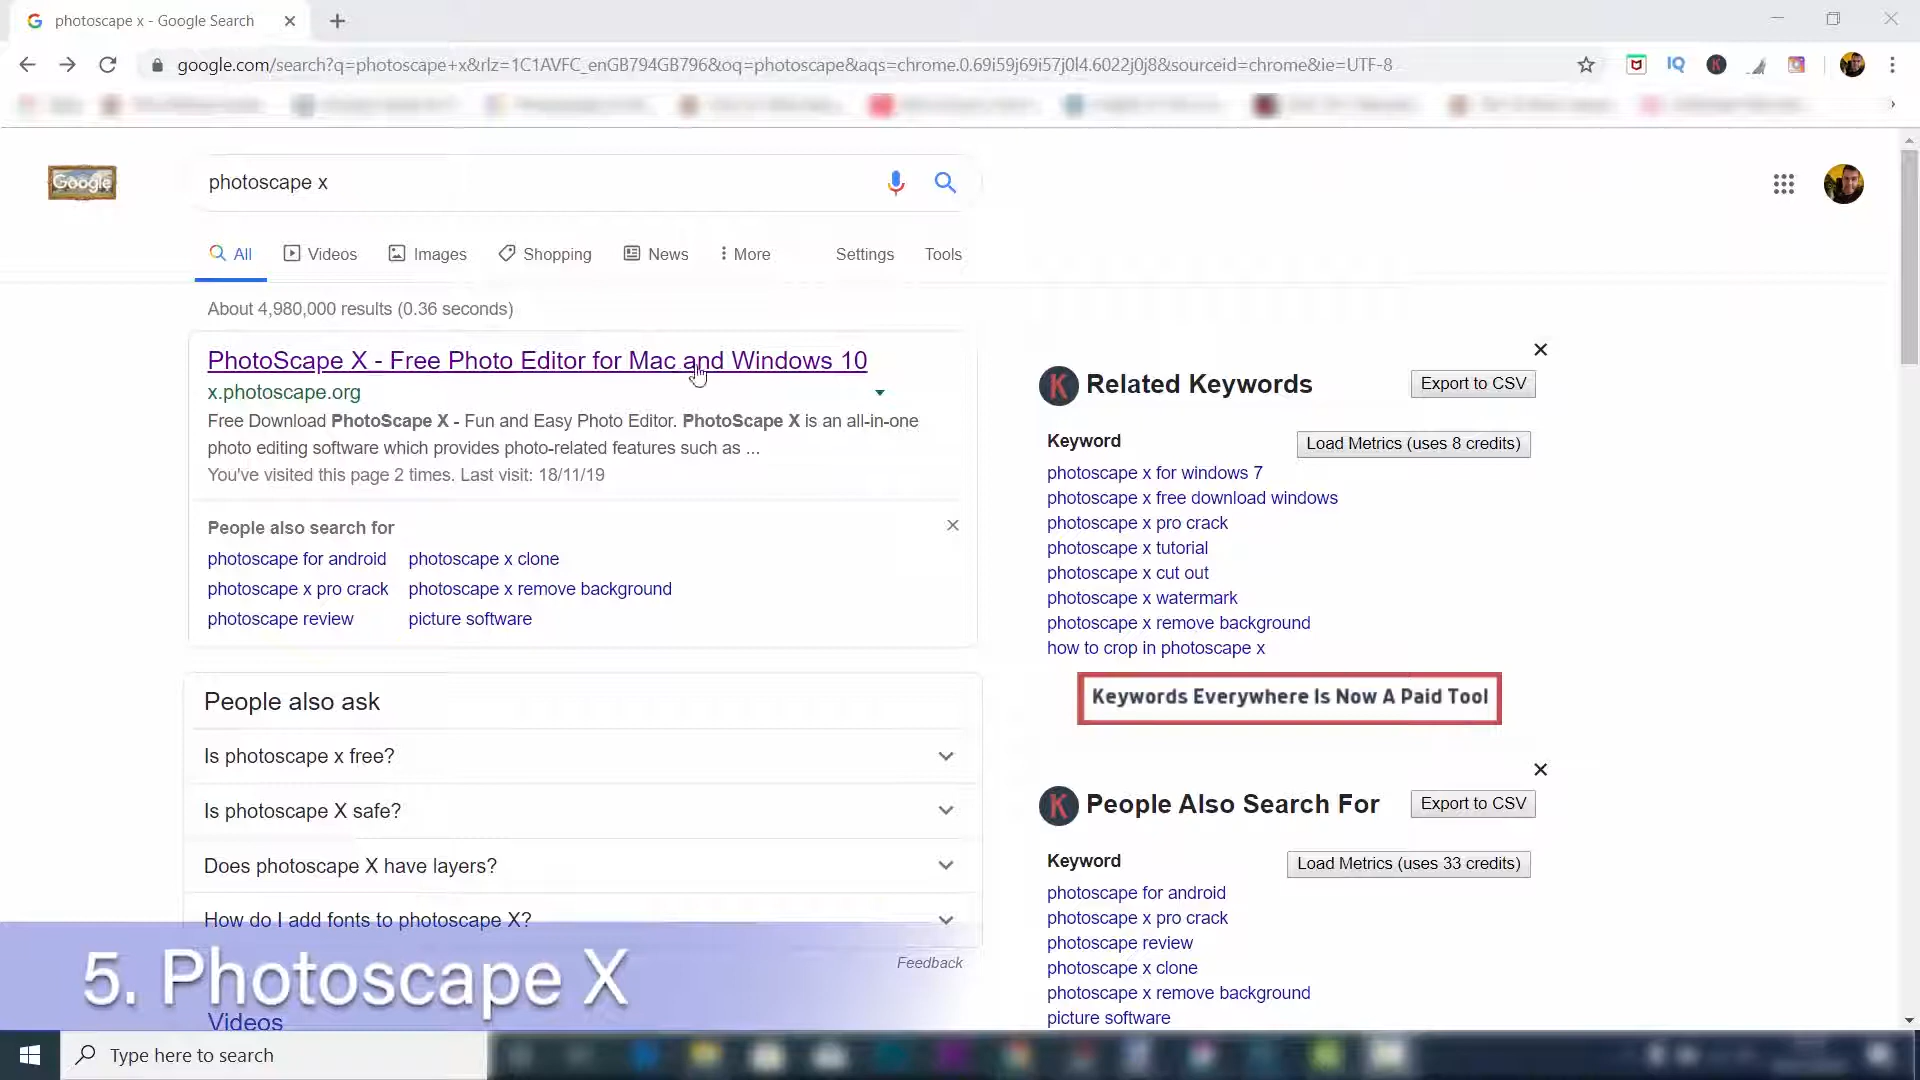 photoscape x - Google Search
google.com/search?q=photoscape+x&rlz=1C1AVFC_enGB794GB796&oq=photoscape&aqs=chrome.0.69i59j69i57j0l4.6022j0j8&sourceid=chrome&ie=UTF-8
IQ
K
Google
photoscape x
All
Videos
Images
Shopping
News
More
Settings
Tools
About 4,980,000 results (0.36 seconds)
PhotoScape X - Free Photo Editor for Mac and Windows 10
x.photoscape.org
Free Download PhotoScape X - Fun and Easy Photo Editor. PhotoScape X is an all-in-one
photo editing software which provides photo-related features such as ...
You've visited this page 2 times. Last visit: 18/11/19
People also search for
photoscape for android photoscape x clone
photoscape x pro crack photoscape x remove background
photoscape review picture software
People also ask
Is photoscape x free?
Is photoscape X safe?
Does photoscape X have layers?
How do I add fonts to photoscape X?
Feedback
Videos
5. Photoscape X
K
Related Keywords
Export to CSV
Keyword
Load Metrics (uses 8 credits)
photoscape x for windows 7
photoscape x free download windows
photoscape x pro crack
photoscape x tutorial
photoscape x cut out
photoscape x watermark
photoscape x remove background
how to crop in photoscape x
Keywords Everywhere Is Now A Paid Tool
K
People Also Search For
Export to CSV
Keyword
Load Metrics (uses 33 credits)
photoscape for android
photoscape x pro crack
photoscape review
photoscape x clone
photoscape x remove background
picture software
Type here to search